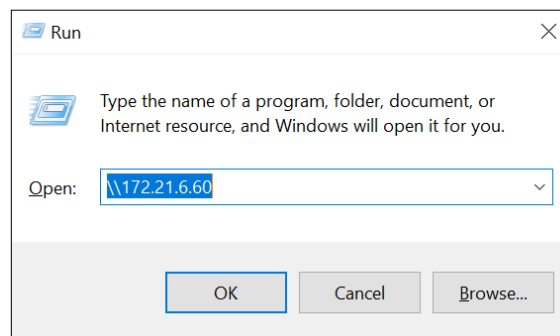 Run
Type the name of a program, folder, document, or
Internet resource, and Windows will open it for you.
Open: \\172.21.6.60
OK Cancel Browse...